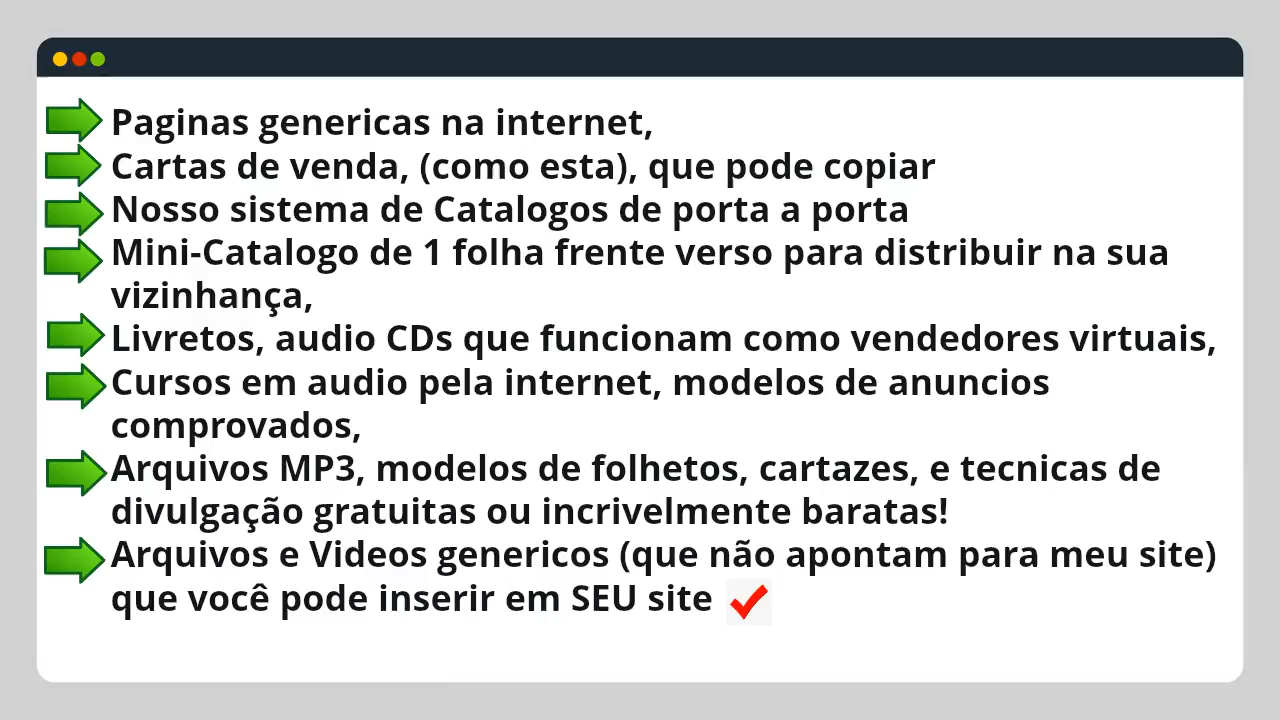 Paginas genericas na internet,
Cartas de venda, (como esta), que pode copiar
Nosso sistema de Catalogos de porta a porta
Mini-Catalogo de 1 folha frente verso para distribuir na sua
vizinhança,
Livretos, audio CDs que funcionam como vendedores virtuais,
Cursos em audio pela internet, modelos de anuncios
comprovados,
Arquivos MP3, modelos de folhetos, cartazes, e tecnicas de
divulgação gratuitas ou incrivelmente baratas!
Arquivos e Videos genericos (que não apontam para meu site)
que você pode inserir em SEU site